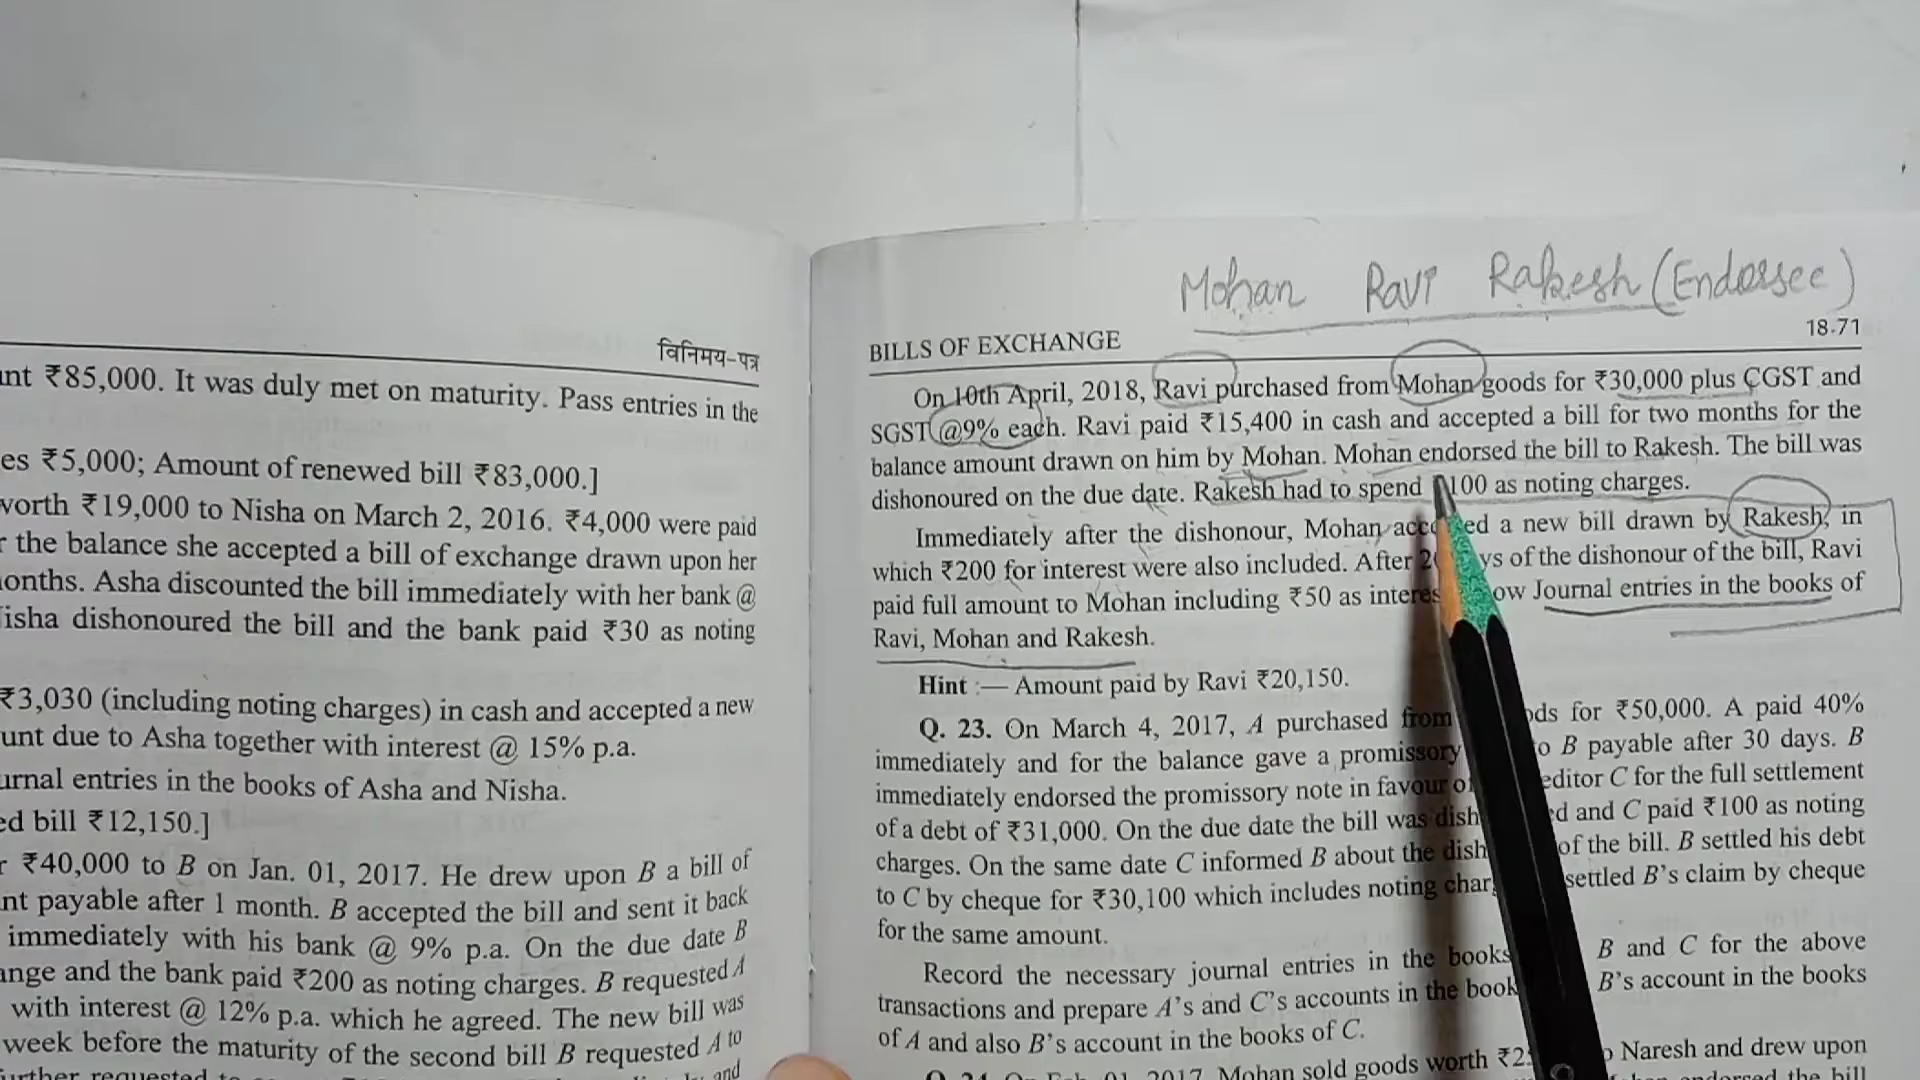 विनिमय-पत्र
nt ₹85,000. It was duly met on maturity. Pass entries in the
es ₹5,000; Amount of renewed bill ₹83,000.]
worth ₹19,000 to Nisha on March 2, 2016. ₹4,000 were paid
the balance she accepted a bill of exchange drawn upon her
onths. Asha discounted the bill immediately with her bank @
isha dishonoured the bill and the bank paid ₹30 as noting
₹3,030 (including noting charges) in cash and accepted a new
unt due to Asha together with interest @ 15% p.a.
urnal entries in the books of Asha and Nisha.
ed bill ₹12,150.]
₹40,000 to B on Jan. 01, 2017. He drew upon B a bill of
nt payable after 1 month. B accepted the bill and sent it back
immediately with his bank @ 9% p.a. On the due date B
ange and the bank paid ₹200 as noting charges. B requested A
with interest @ 12% p.a. which he agreed. The new bill was
week before the maturity of the second bill B requested A to
urther requested and
Mohan Ravi Rakesh (Endorsee)
BILLS OF EXCHANGE 18.71
On 10th April, 2018, Ravi purchased from Mohan goods for ₹30,000 plus CGST and
SGST @9% each. Ravi paid ₹15,400 in cash and accepted a bill for two months for the
balance amount drawn on him by Mohan. Mohan endorsed the bill to Rakesh. The bill was
dishonoured on the due date. Rakesh had to spend 100 as noting charges.
Immediately after the dishonour, Mohan acc ed a new bill drawn by Rakesh, in
which ₹200 for interest were also included. After 2 ys of the dishonour of the bill, Ravi
paid full amount to Mohan including ₹50 as interes ow Journal entries in the books of
Ravi, Mohan and Rakesh.
Hint :— Amount paid by Ravi ₹20,150.
Q. 23. On March 4, 2017, A purchased from ds for ₹50,000. A paid 40%
immediately and for the balance gave a promissory o B payable after 30 days. B
immediately endorsed the promissory note in favour o editor C for the full settlement
of a debt of ₹31,000. On the due date the bill was dish d and C paid ₹100 as noting
charges. On the same date C informed B about the dish of the bill. B settled his debt
to C by cheque for ₹30,100 which includes noting char settled B's claim by cheque
for the same amount.
Record the necessary journal entries in the books B and C for the above
transactions and prepare A's and C's accounts in the book B's account in the books
of A and also B's account in the books of C.
2017, Mohan sold goods worth ₹2 o Naresh and drew upon
endorsed the bill